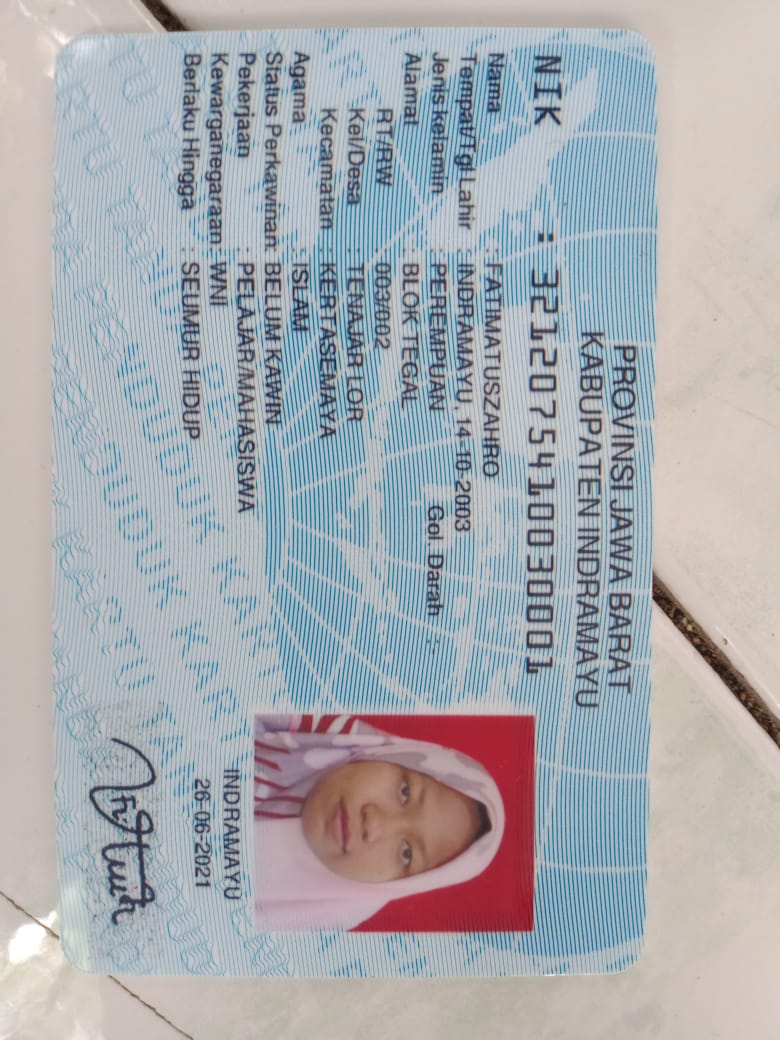 PROVINSI JAWA BARAT
KABUPATEN INDRAMAYU
NIK : 3212075410030001
Nama : FATIMATUSZAHRO
Tempat/Tgl Lahir : INDRAMAYU, 14-10-2003
Jenis kelamin : PEREMPUAN Gol. Darah : -
Alamat : BLOK TEGAL
RT/RW : 003/002
Kel/Desa : TENAJAR LOR
Kecamatan : KERTASEMAYA
Agama : ISLAM
Status Perkawinan: BELUM KAWIN
Pekerjaan : PELAJAR/MAHASISWA
Kewarganegaraan : WNI
Berlaku Hingga : SEUMUR HIDUP
INDRAMAYU
26-06-2021